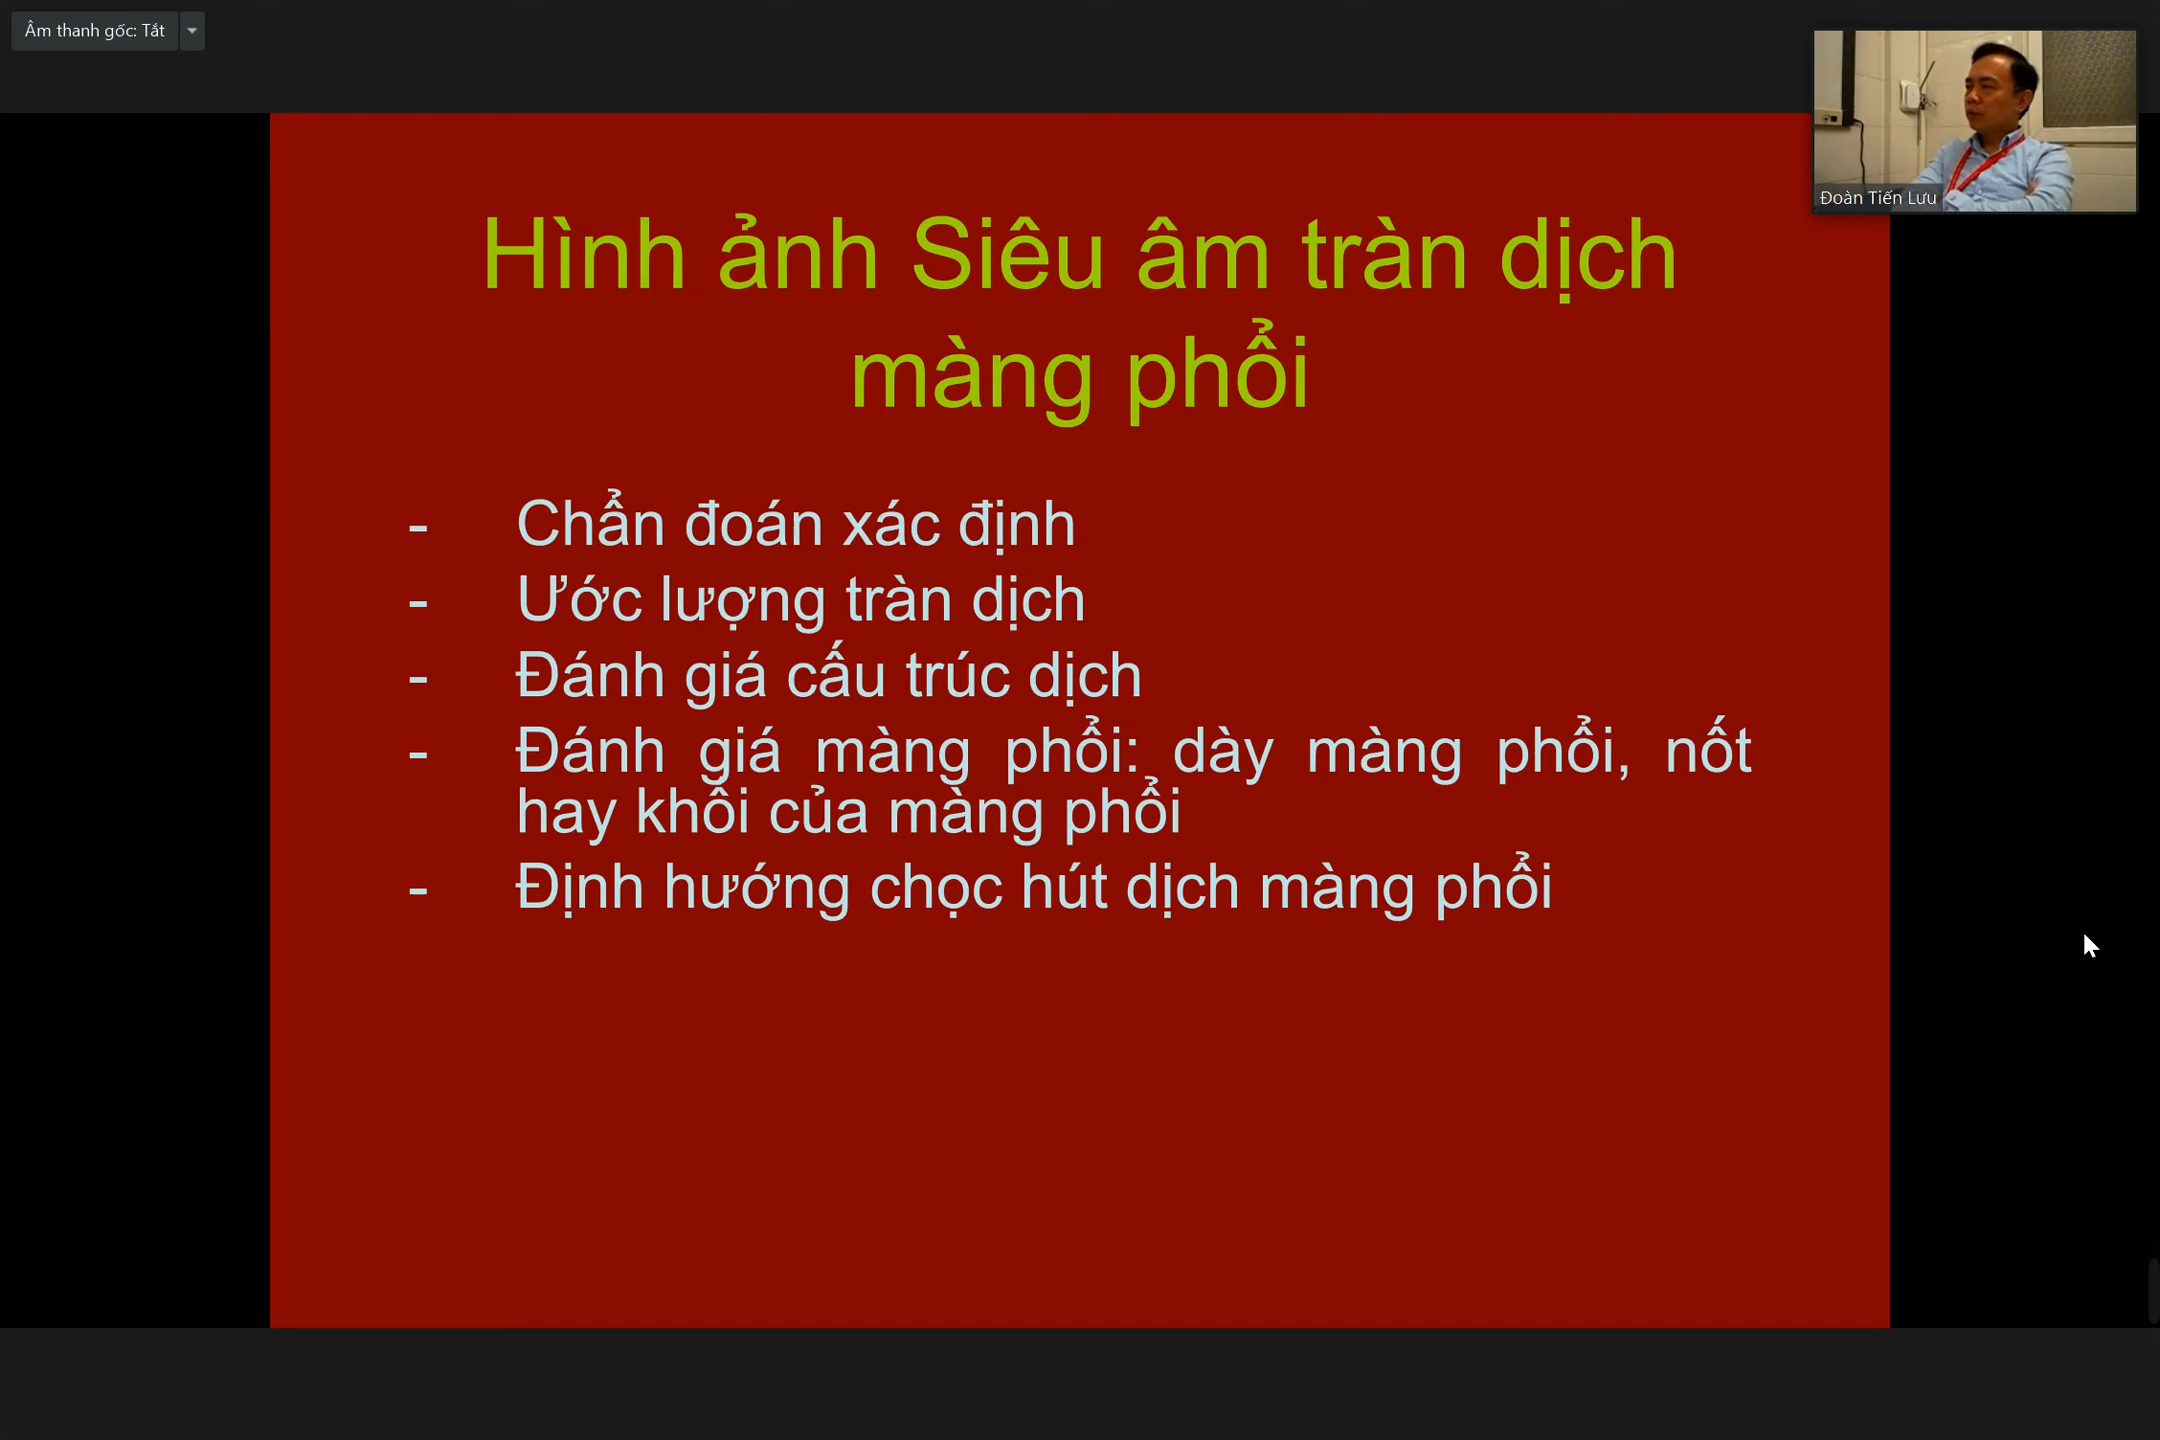 Âm thanh gốc: Tắt
Đoàn Tiến Lưu
Hình ảnh Siêu âm tràn dịch
màng phổi
- Chẩn đoán xác định
- Ước lượng tràn dịch
- Đánh giá cấu trúc dịch
- Đánh giá màng phổi: dày màng phổi, nốt
hay khối của màng phổi
- Định hướng chọc hút dịch màng phổi